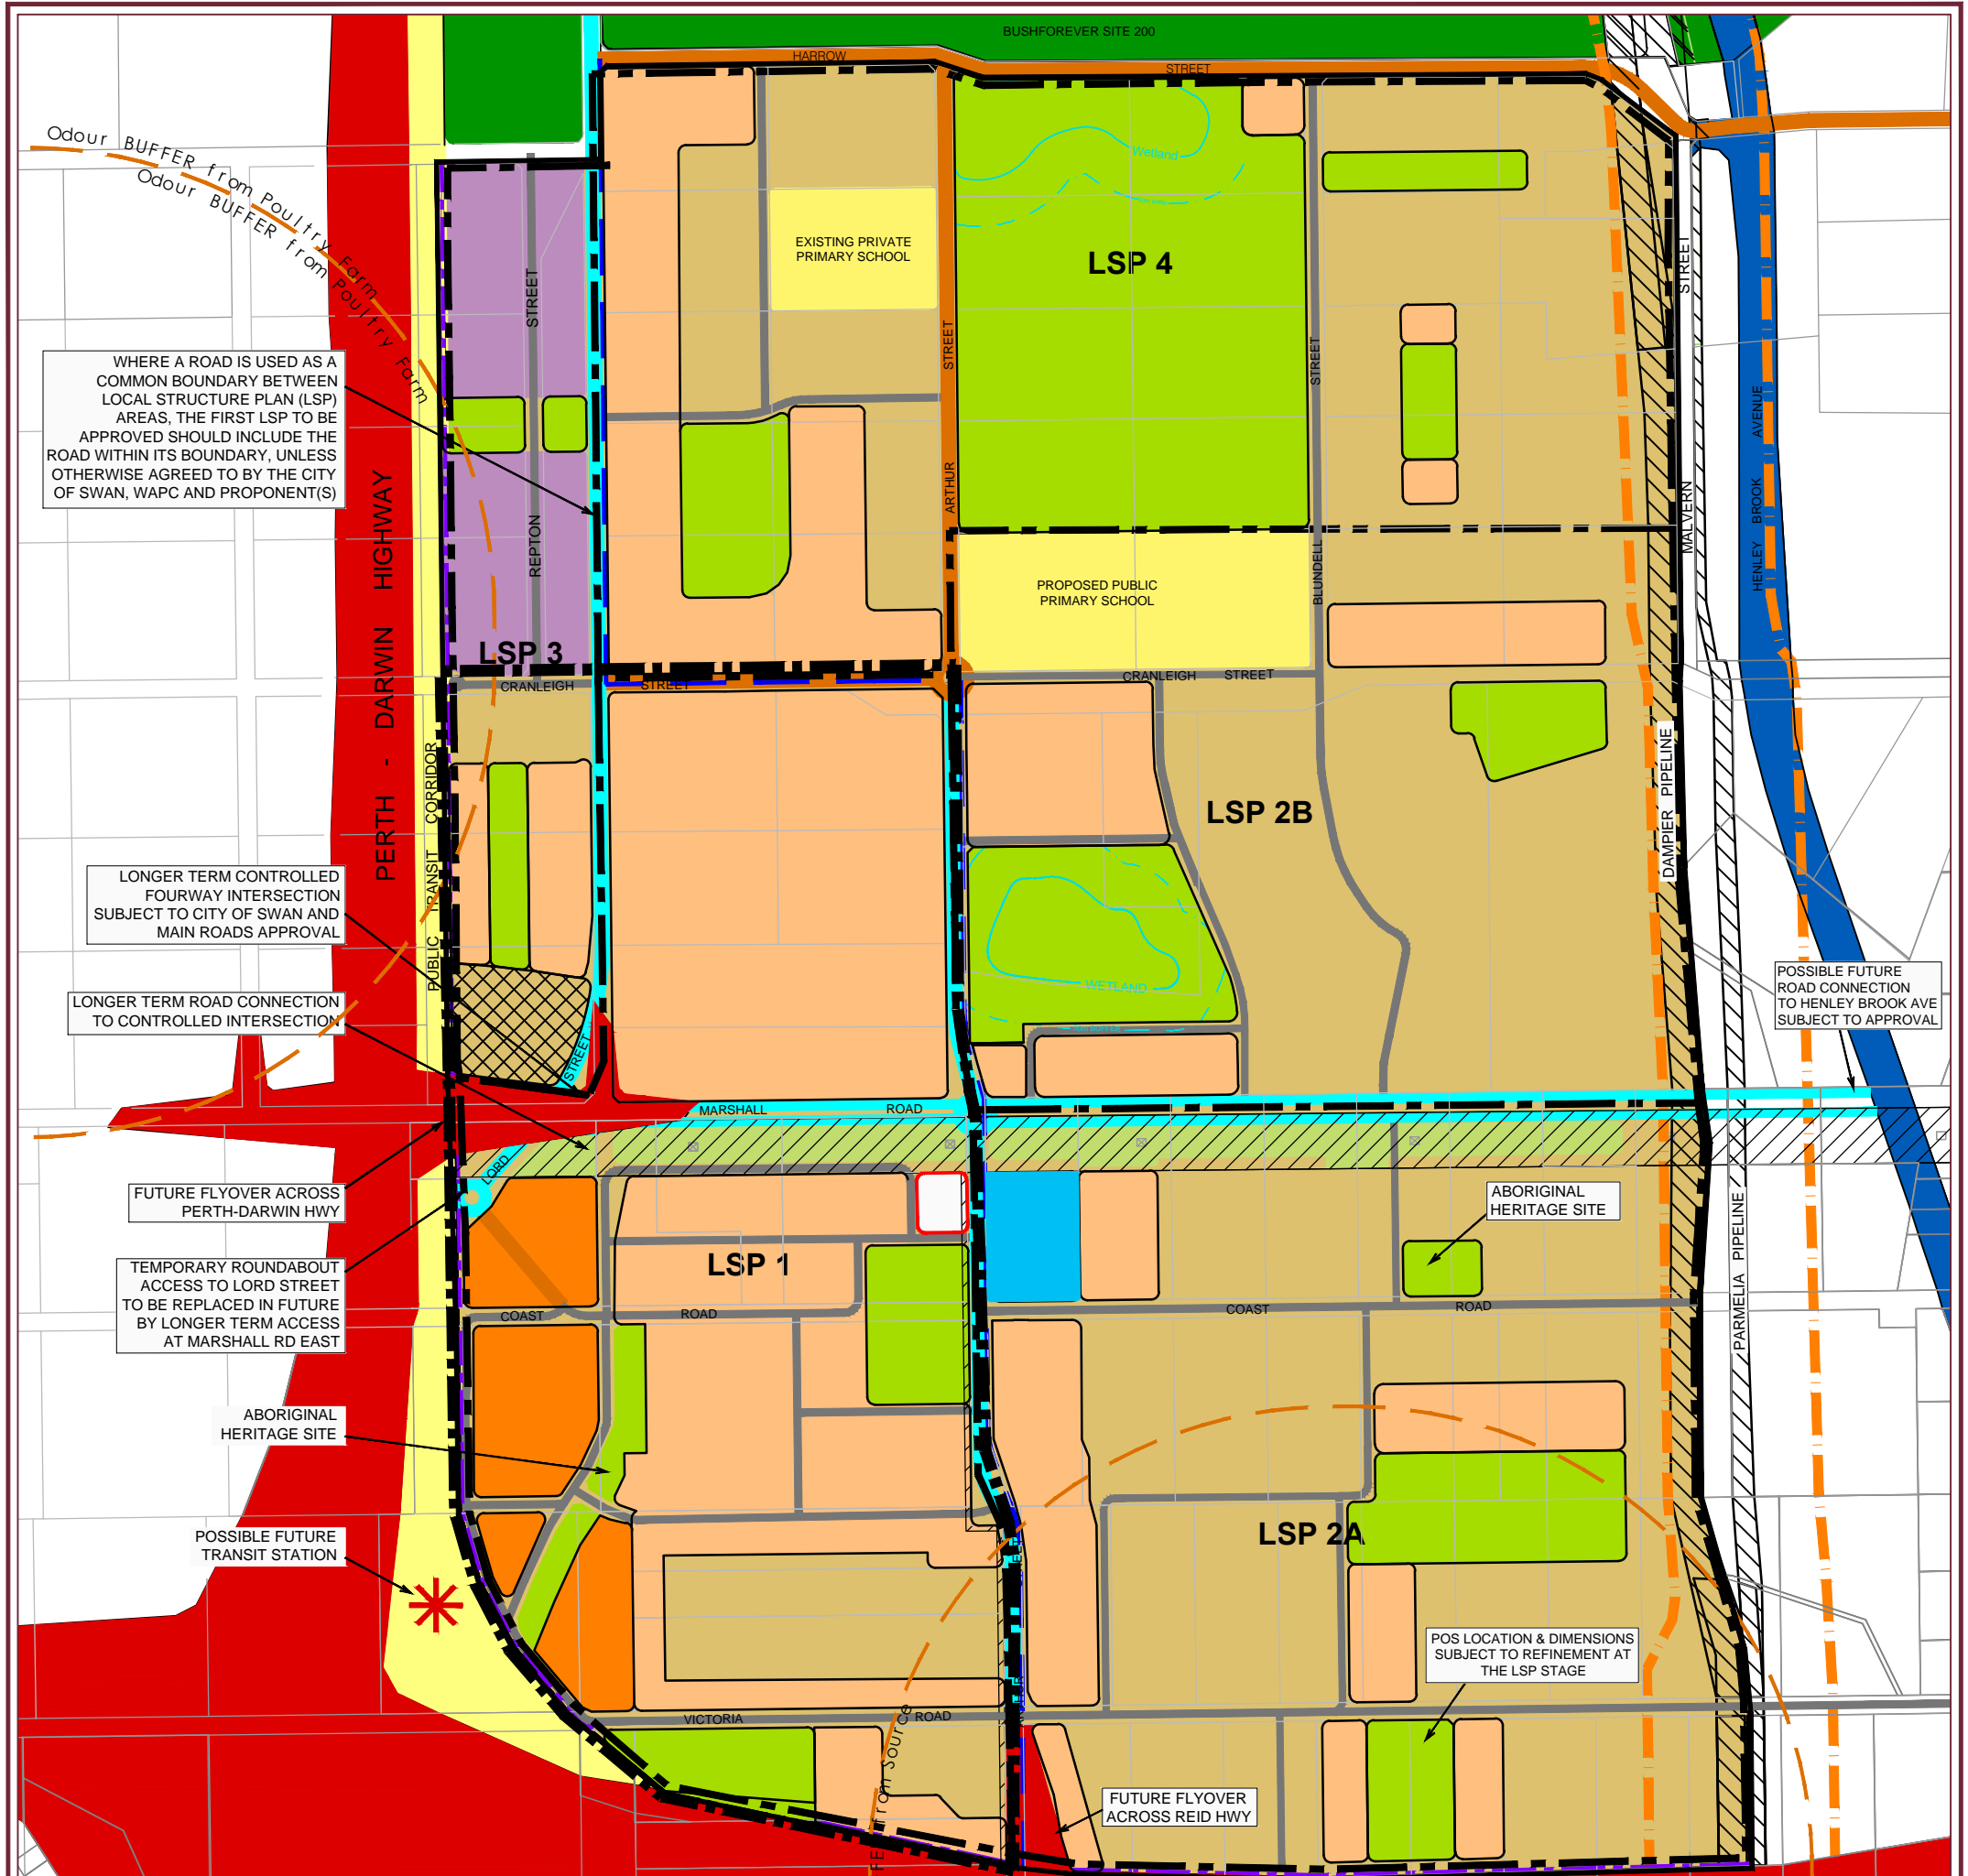 BUSHFOREVER SITE 200
HARROW
STREET
Odour BUFFER from Poultry Farm
Odour BUFFER from Poultry Farm
Wetland
EXISTING PRIVATE
PRIMARY SCHOOL
LSP 4
STREET
STREET
STREET
STREET
WHERE A ROAD IS USED AS A
COMMON BOUNDARY BETWEEN
LOCAL STRUCTURE PLAN (LSP)
AREAS, THE FIRST LSP TO BE
APPROVED SHOULD INCLUDE THE
ROAD WITHIN ITS BOUNDARY, UNLESS
OTHERWISE AGREED TO BY THE CITY
OF SWAN, WAPC AND PROPONENT(S)
PERTH - DARWIN HIGHWAY
REPTON
ARTHUR
BLUNDELL
MALVERN
HENLEY BROOK AVENUE
PROPOSED PUBLIC
PRIMARY SCHOOL
LSP 3
CRANLEIGH
STREET
CRANLEIGH STREET
PUBLIC TRANSIT CORRIDOR
LSP 2B
DAMPIER PIPELINE
LONGER TERM CONTROLLED
FOURWAY INTERSECTION
SUBJECT TO CITY OF SWAN AND
MAIN ROADS APPROVAL
WETLAND
LONGER TERM ROAD CONNECTION
TO CONTROLLED INTERSECTION
POSSIBLE FUTURE
ROAD CONNECTION
TO HENLEY BROOK AVE
SUBJECT TO APPROVAL
STREET
MARSHALL ROAD
LORD
FUTURE FLYOVER ACROSS
PERTH-DARWIN HWY
ABORIGINAL
HERITAGE SITE
PARMELIA PIPELINE
LSP 1
TEMPORARY ROUNDABOUT
ACCESS TO LORD STREET
TO BE REPLACED IN FUTURE
BY LONGER TERM ACCESS
AT MARSHALL RD EAST
COAST ROAD
COAST ROAD
ABORIGINAL
HERITAGE SITE
LSP 2A
POSSIBLE FUTURE
TRANSIT STATION
POS LOCATION & DIMENSIONS
SUBJECT TO REFINEMENT AT
THE LSP STAGE
VICTORIA ROAD
from Source
FUTURE FLYOVER
ACROSS REID HWY